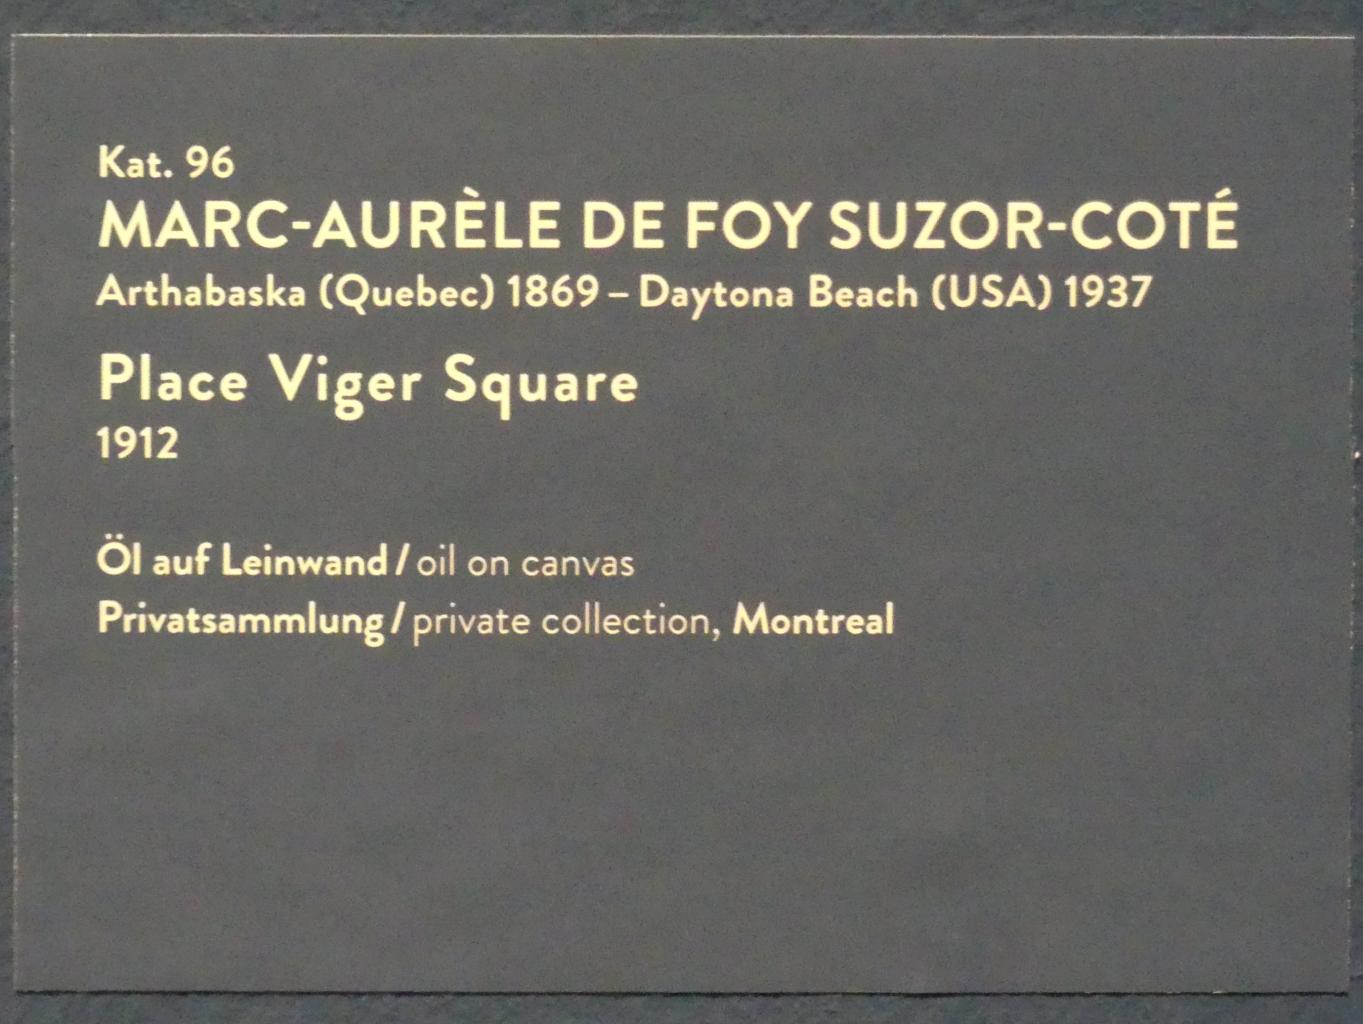 Kat. 96
MARC-AURÈLE DE FOY SUZOR-COTÉ
Arthabaska (Quebec) 1869 – Daytona Beach (USA) 1937
Place Viger Square
1912
Öl auf Leinwand / oil on canvas
Privatsammlung / private collection, Montreal